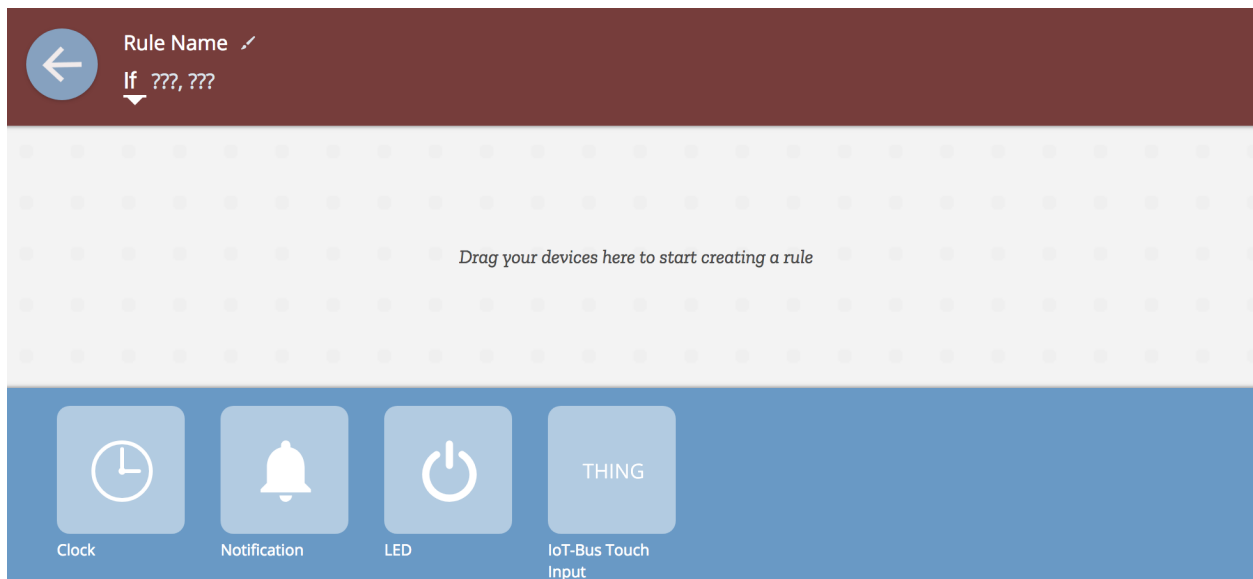 Rule Name
If ???, ???
Drag your devices here to start creating a rule
THING
Clock
Notification
LED
IoT-Bus Touch
Input